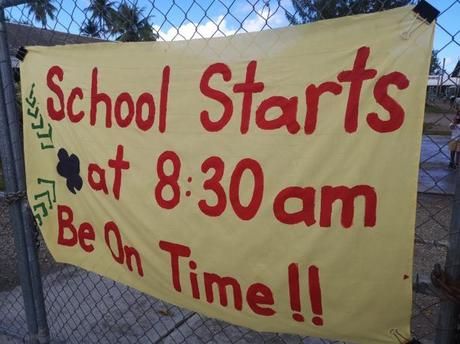 School Starts
at 8:30 am
Be On Time!!